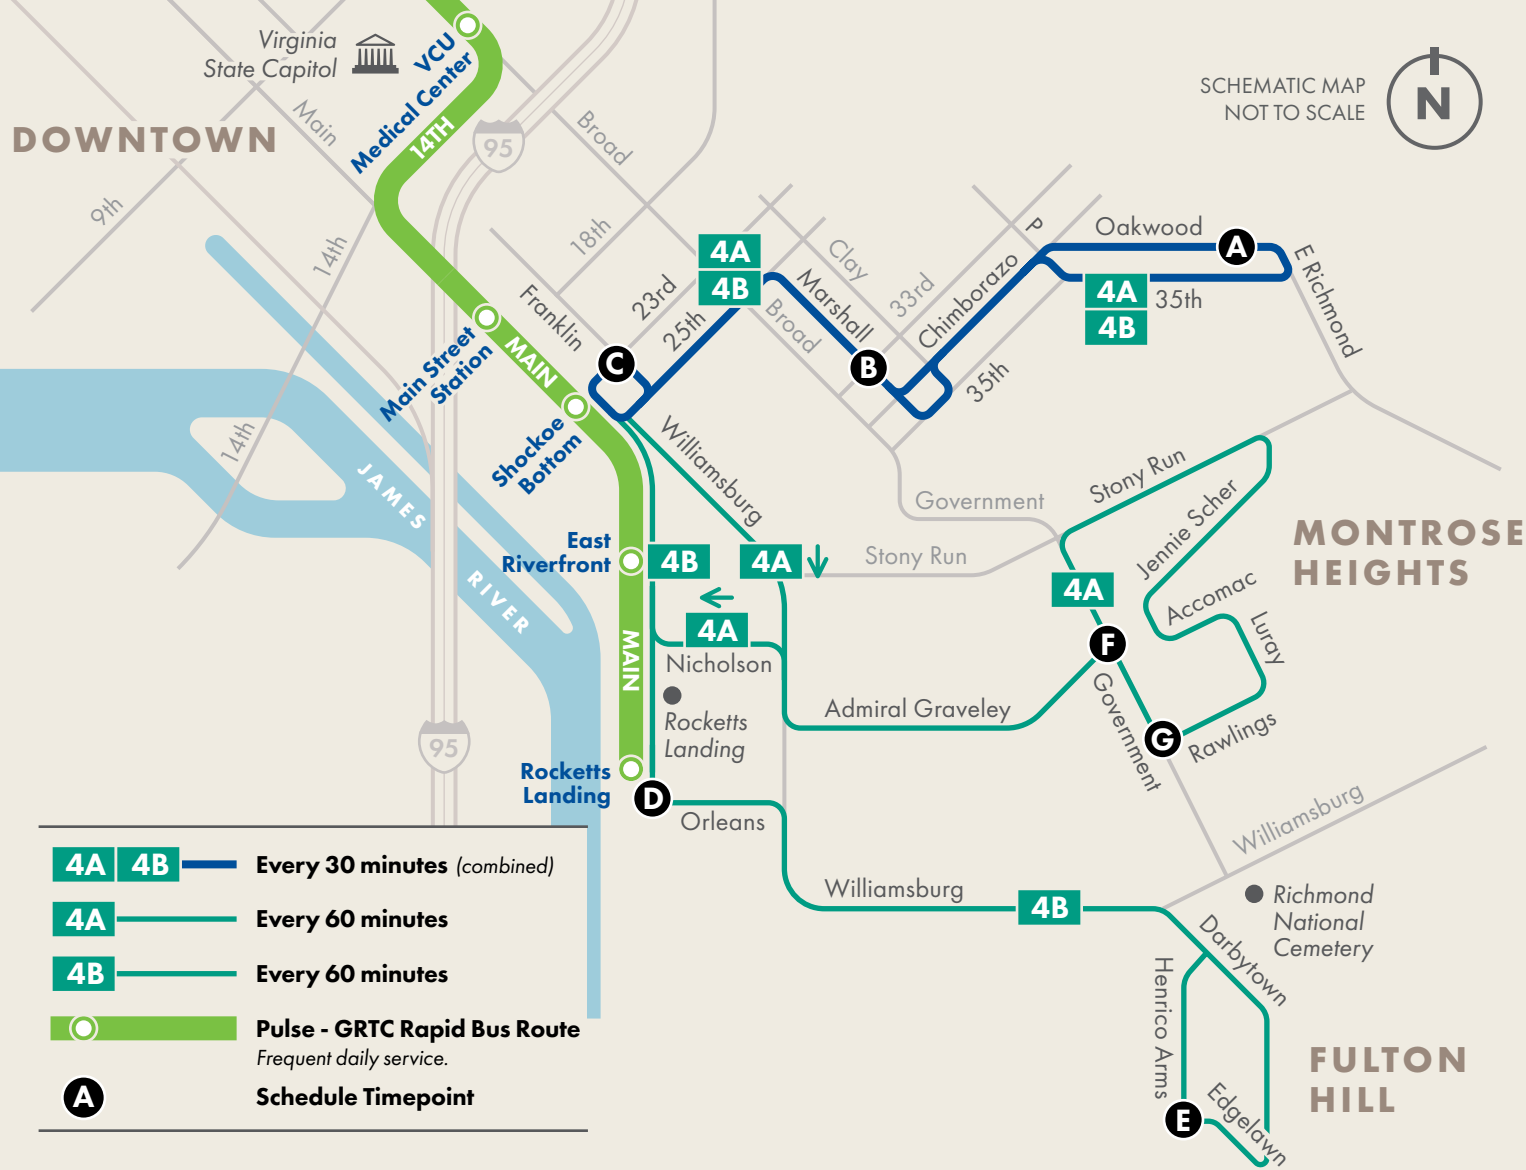 Virginia
State Capitol
VCU
Medical Center
DOWNTOWN
Main
14TH
95
Broad
SCHEMATIC MAP
NOT TO SCALE
N
9th
14th
18th
4A
4B
Clay
P
Oakwood
A
E Richmond
Franklin
23rd
25th
Marshall
Broad
33rd
Chimborazo
4A
4B
35th
Main Street
Station
MAIN
C
B
35th
Shockoe
Bottom
Williamsburg
14th
JAMES
RIVER
Government
Stony Run
Stony Run
Jennie Scher
MONTROSE
HEIGHTS
East
Riverfront
4B
4A
4A
Accomac
Luray
4A
Nicholson
MAIN
F
Government
G
Rawlings
Rocketts
Landing
Admiral Graveley
95
Rocketts
Landing
D
Orleans
Williamsburg
Williamsburg
4B
Richmond
National
Cemetery
Darbytown
Henrico Arms
FULTON
HILL
Edgelawn
E
4A 4B Every 30 minutes (combined)
4A Every 60 minutes
4B Every 60 minutes
Pulse - GRTC Rapid Bus Route
Frequent daily service.
A Schedule Timepoint